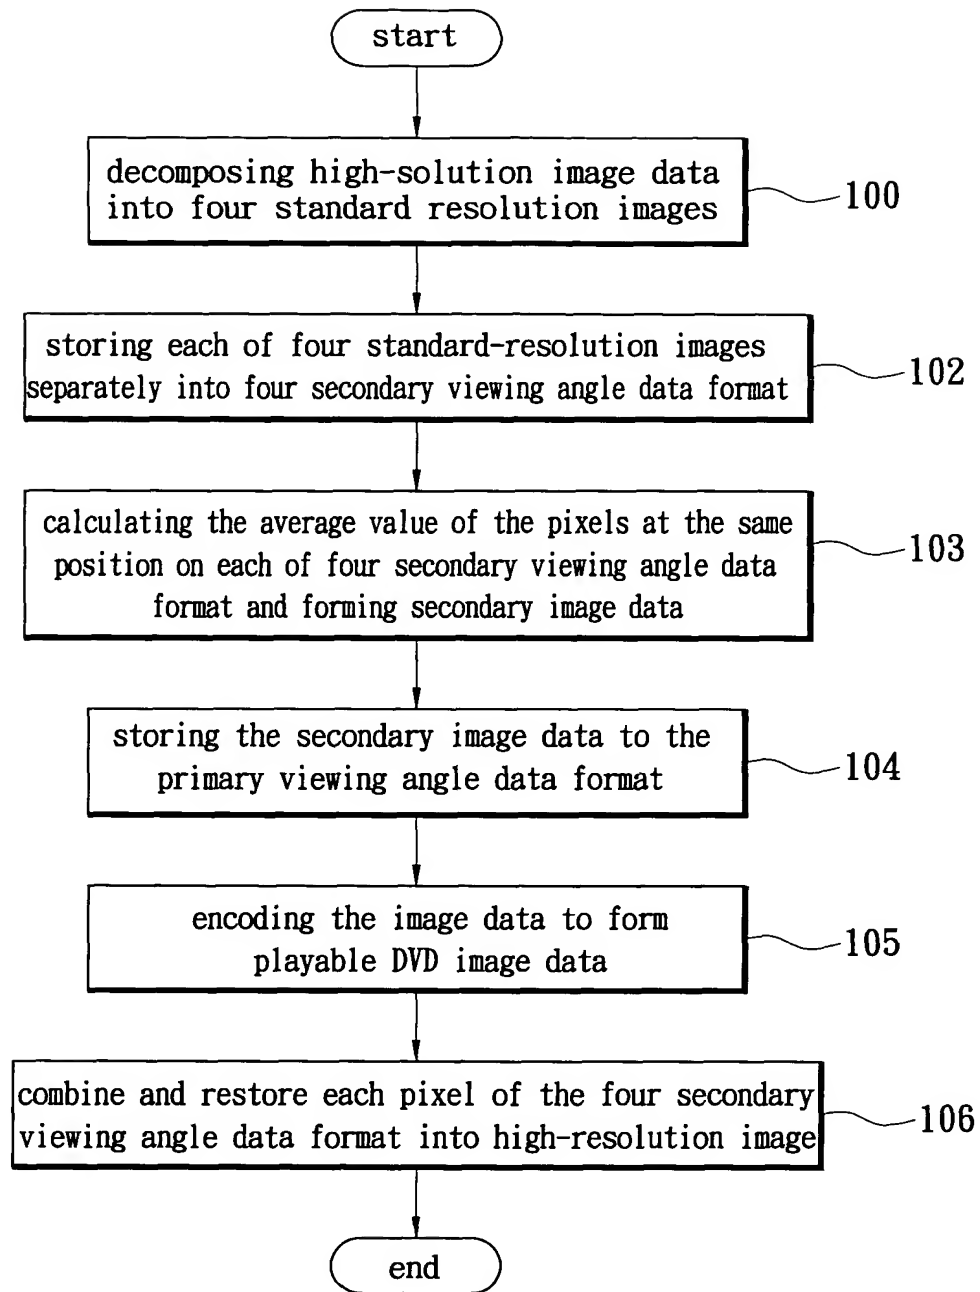 start
decomposing high-solution image data
into four standard resolution images
100
storing each of four standard-resolution images
separately into four secondary viewing angle data format
102
calculating the average value of the pixels at the same
position on each of four secondary viewing angle data
format and forming secondary image data
103
storing the secondary image data to the
primary viewing angle data format
104
encoding the image data to form
playable DVD image data
105
combine and restore each pixel of the four secondary
viewing angle data format into high-resolution image
106
end